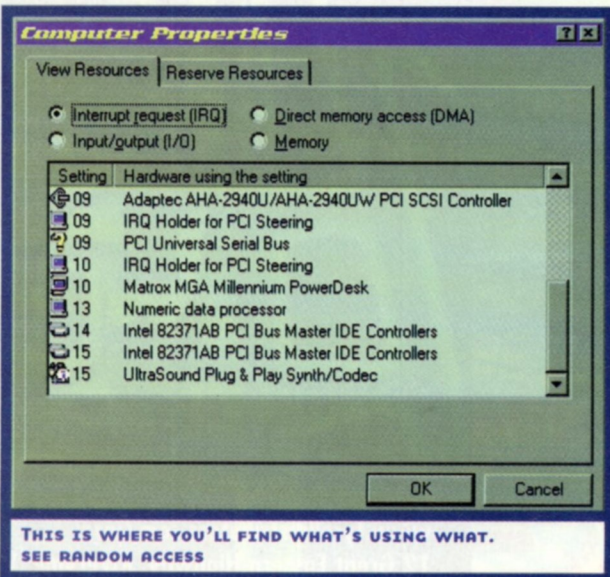 Computer Properties
View Resources Reserve Resources
Interrupt request (IRQ) Direct memory access (DMA)
Input/output (I/O) Memory
Setting Hardware using the setting
09 Adaptec AHA-2940U/AHA-2940UW PCI SCSI Controller
09 IRQ Holder for PCI Steering
09 PCI Universal Serial Bus
10 IRQ Holder for PCI Steering
10 Matrox MGA Millennium PowerDesk
13 Numeric data processor
14 Intel 82371AB PCI Bus Master IDE Controllers
15 Intel 82371AB PCI Bus Master IDE Controllers
15 UltraSound Plug & Play Synth/Codec
OK Cancel
THIS IS WHERE YOU'LL FIND WHAT'S USING WHAT.
SEE RANDOM ACCESS